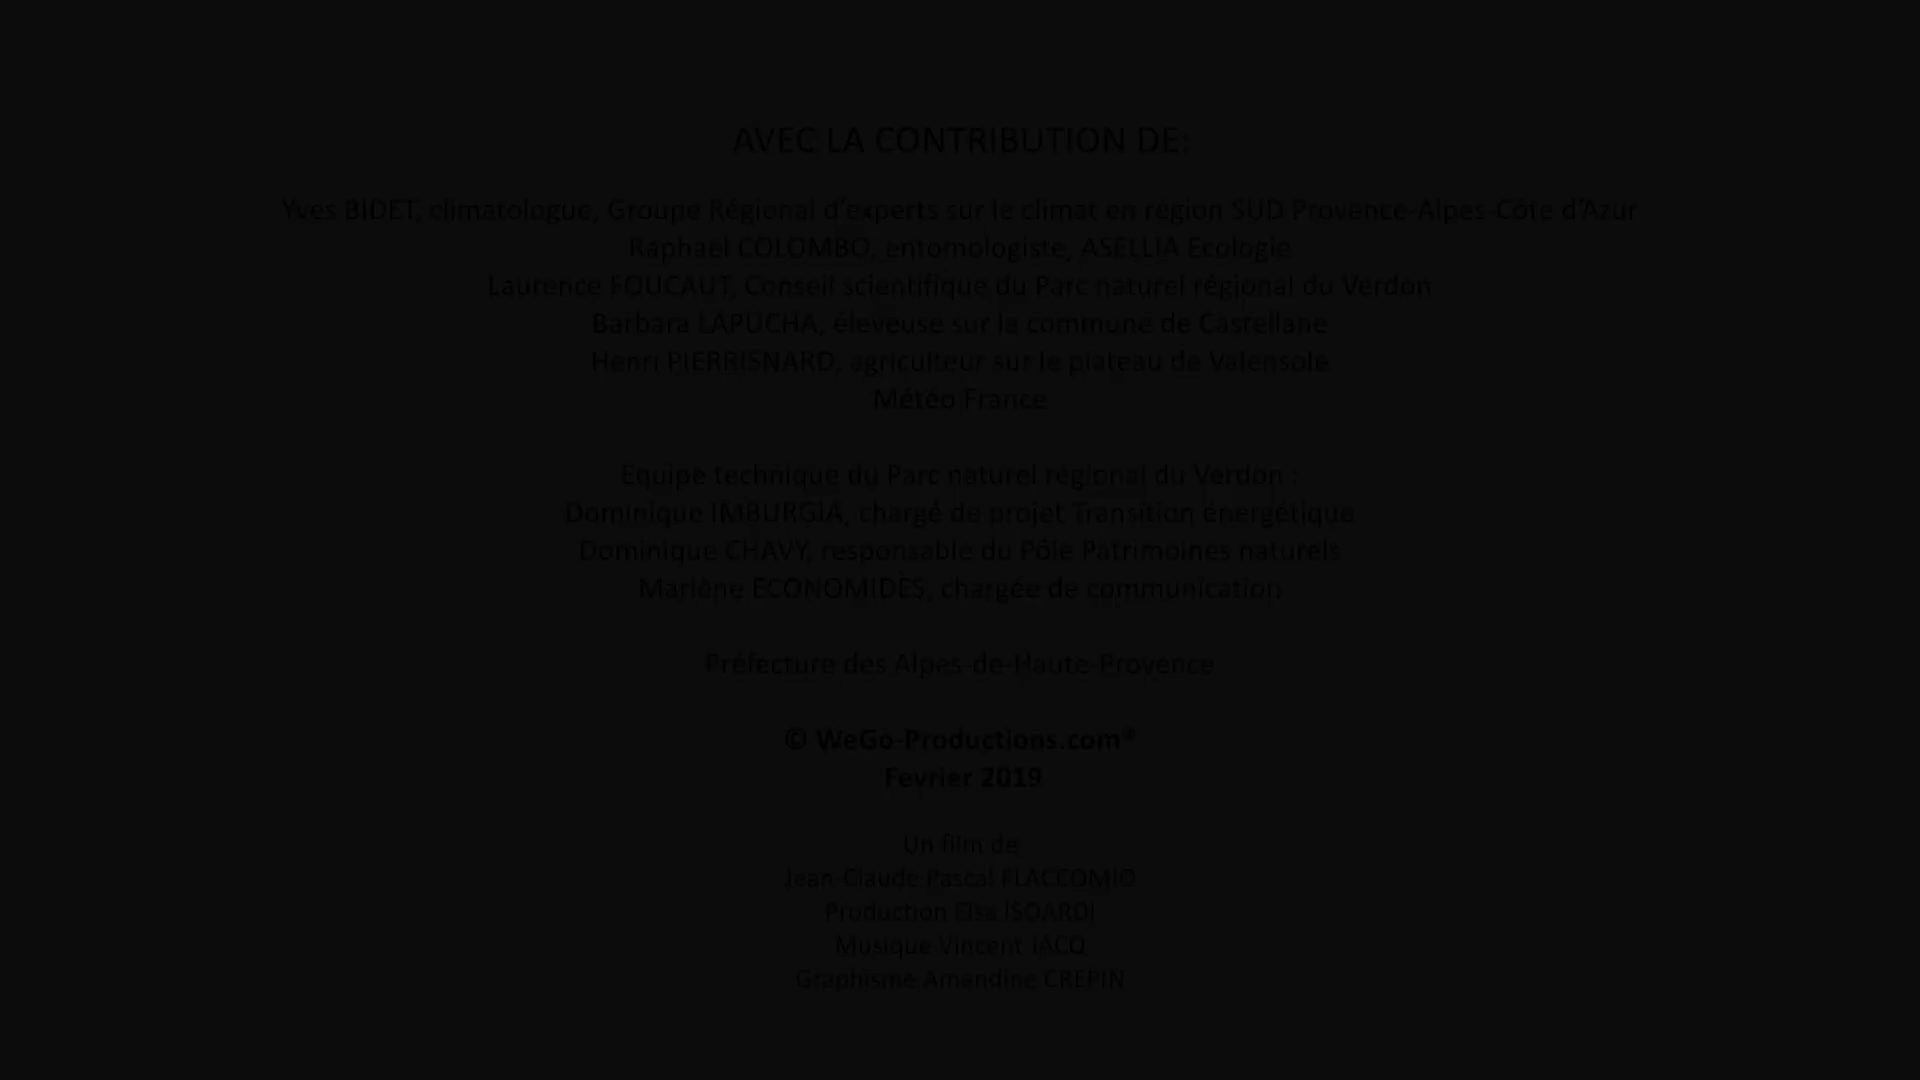 AVEC LA CONTRIBUTION DE:
Yves BIDET, climatologue, Groupe Régional d'experts sur le climat en region SUD Provence-Alpes-Côte d'Azur
Raphael COLOMBO, entomologiste, ASELLIA Ecologie
Laurence FOUCAUT, Conseil scientifique du Parc naturel régional du Verdon
Barbara LAPUCHA, éleveuse sur la commune de Castellane
Henri PIERRISNARD, agriculteur sur le plateau de Valensole
Météo France
Equipe technique du Parc naturel régional du Verdon :
Dominique IMBURGIA, chargé de projet Transition énergétique
Dominique CHAVY, responsable du Pôle Patrimoines naturels
Marlène ECONOMIDÈS, chargée de communication
Préfecture des Alpes-de-Haute-Provence
© WeGo-Productions.com®
Fevrier 2019
Un film de
Jean-Claude Pascal FLACCOMIO
Production Elsa ISOARDI
Musique Vincent IACQ
Graphisme Amandine CREPIN